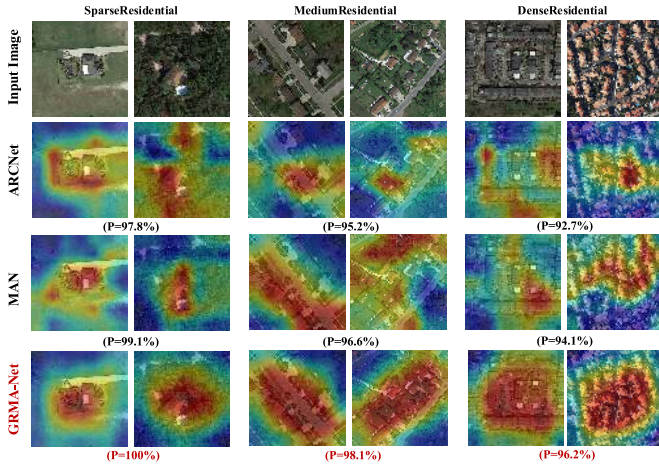 SparseResidential MediumResidential DenseResidential
Input Image
ARCNet
(P=97.8%) (P=95.2%) (P=92.7%)
MAN
(P=99.1%) (P=96.6%) (P=94.1%)
GRMA-Net
(P=100%) (P=98.1%) (P=96.2%)